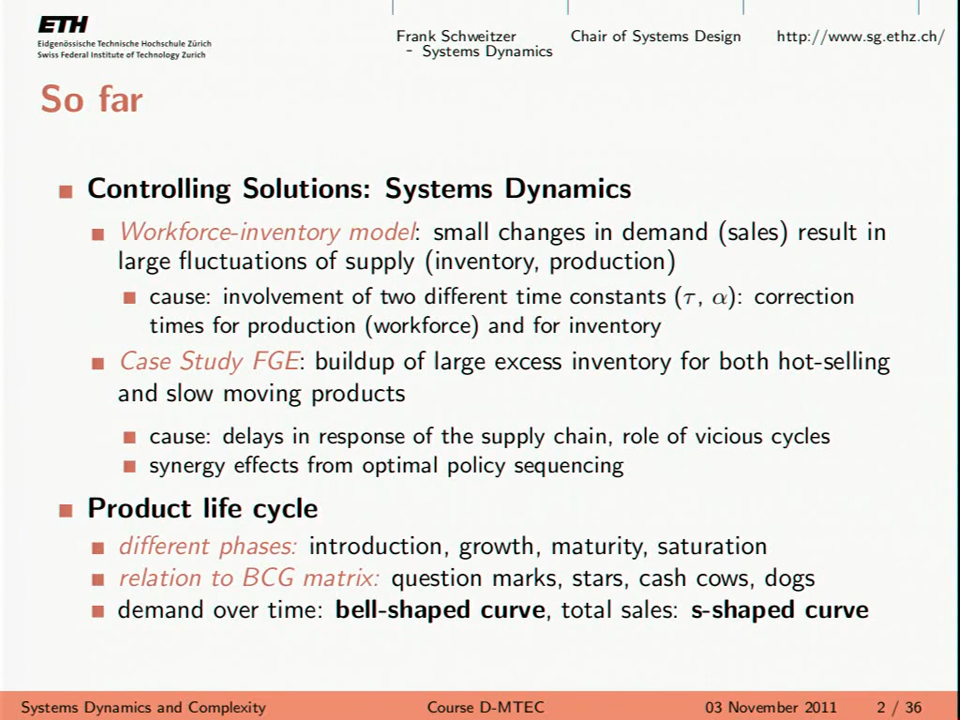 ETH
Eidgenössische Technische Hochschule Zürich
Swiss Federal Institute of Technology Zurich
Frank Schweitzer
- Systems Dynamics
Chair of Systems Design
http://www.sg.ethz.ch/
So far
Controlling Solutions: Systems Dynamics
Workforce-inventory model: small changes in demand (sales) result in
large fluctuations of supply (inventory, production)
cause: involvement of two different time constants (τ, α): correction
times for production (workforce) and for inventory
Case Study FGE: buildup of large excess inventory for both hot-selling
and slow moving products
cause: delays in response of the supply chain, role of vicious cycles
synergy effects from optimal policy sequencing
Product life cycle
different phases: introduction, growth, maturity, saturation
relation to BCG matrix: question marks, stars, cash cows, dogs
demand over time: bell-shaped curve, total sales: s-shaped curve
Systems Dynamics and Complexity
Course D-MTEC
03 November 2011
2 / 36